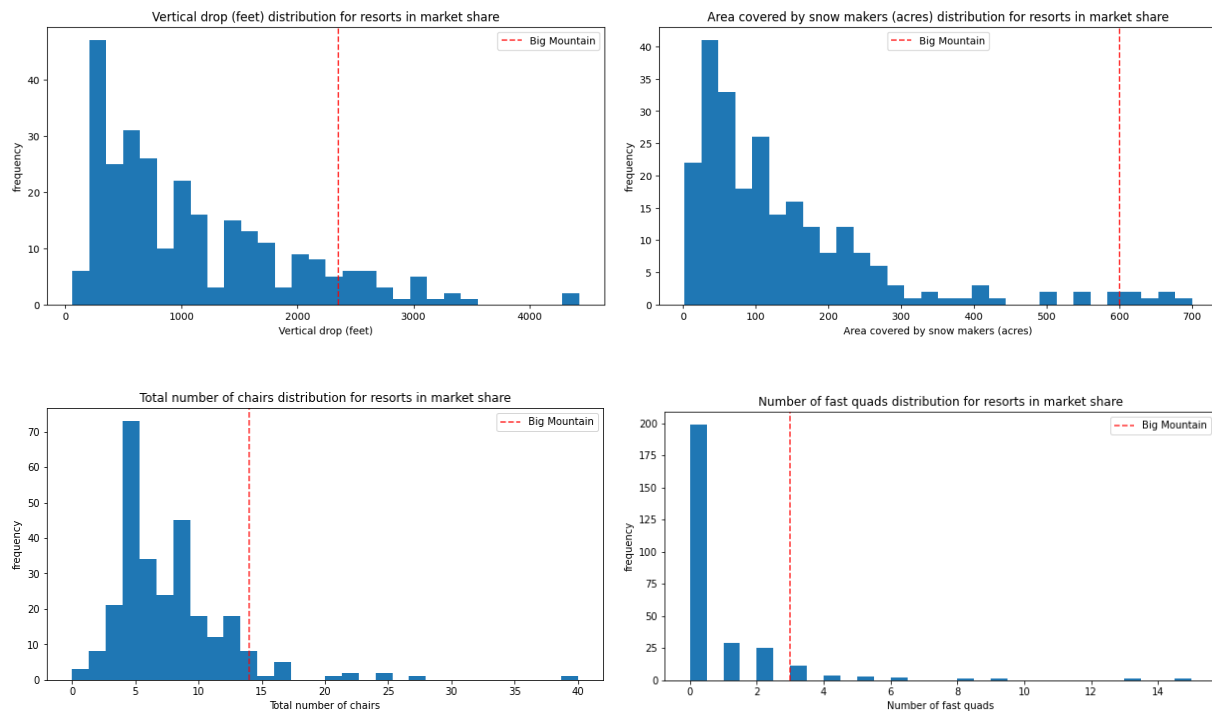 Vertical drop (feet) distribution for resorts in market share
Big Mountain
frequency
40
30
20
10
0
0 1000 2000 3000 4000
Vertical drop (feet)
Area covered by snow makers (acres) distribution for resorts in market share
Big Mountain
frequency
40
35
30
25
20
15
10
5
0
0 100 200 300 400 500 600 700
Area covered by snow makers (acres)
Total number of chairs distribution for resorts in market share
Big Mountain
frequency
70
60
50
40
30
20
10
0
0 5 10 15 20 25 30 35 40
Total number of chairs
Number of fast quads distribution for resorts in market share
Big Mountain
frequency
200
175
150
125
100
75
50
25
0
0 2 4 6 8 10 12 14
Number of fast quads